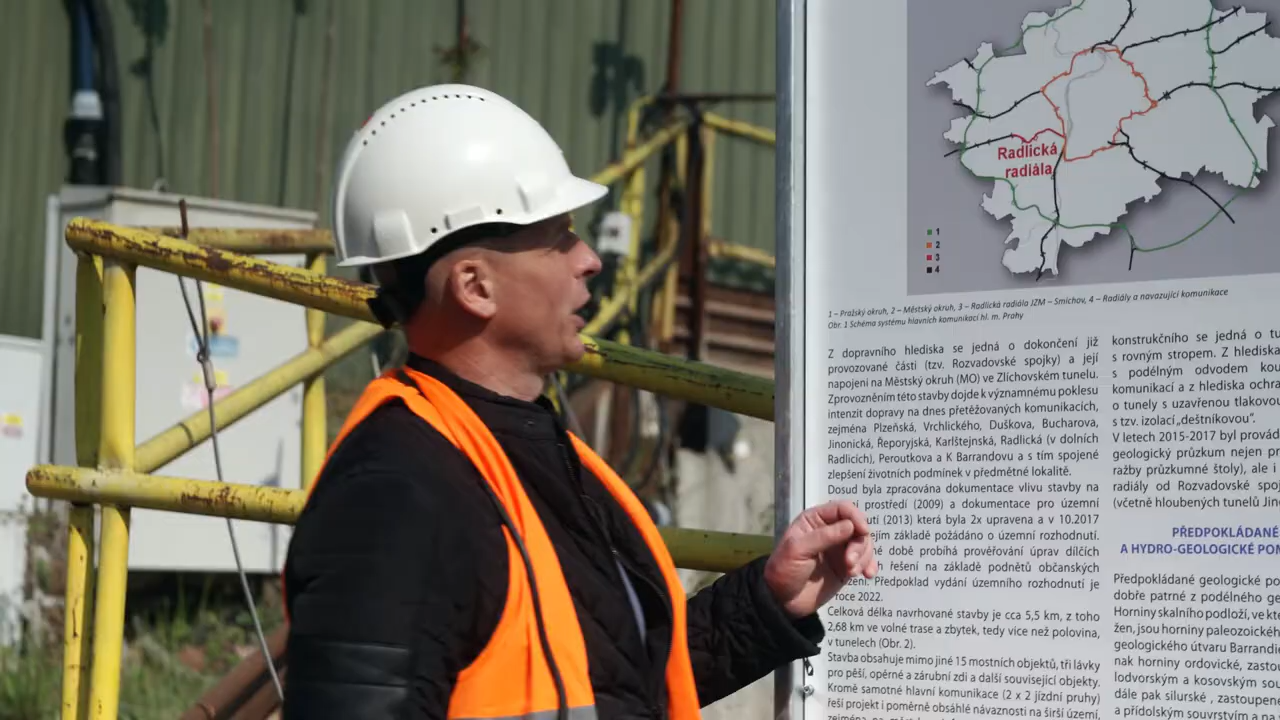 Radlická
radiála
1
2
3
4
1 – Pražský okruh, 2 – Městský okruh, 3 – Radlická radiála JZM – Smíchov, 4 – Radiály a navazující komunikace
Obr. 1 Schéma systému hlavních komunikací hl. m. Prahy
Z dopravního hlediska se jedná o dokončení již
provozované části (tzv. Rozvadovské spojky) a její
napojení na Městský okruh (MO) ve Zlíchovském tunelu.
Zprovozněním této stavby dojde k významnému poklesu
intenzit dopravy na dnes přetěžovaných komunikacích,
zejména Plzeňská, Vrchlického, Duškova, Bucharova,
Jinonická, Řeporyjská, Karlštejnská, Radlická (v dolních
Radlicích), Peroutkova a K Barrandovu a s tím spojené
zlepšení životních podmínek v předmětné lokalitě.
Dosud byla zpracována dokumentace vlivu stavby na
prostředí (2009) a dokumentace pro územní
(2013) která byla 2x upravena a v 10.2017
základě požádáno o územní rozhodnutí.
době probíhá prověřování úprav dílčích
řešení na základě podnětů občanských
Předpoklad vydání územního rozhodnutí je
roce 2022.
Celková délka navrhované stavby je cca 5,5 km, z toho
2,68 km ve volné trase a zbytek, tedy více než polovina,
v tunelech (Obr. 2).
Stavba obsahuje mimo jiné 15 mostních objektů, tři lávky
pro pěší, opěrné a zárubní zdi a další související objekty.
Kromě samotné hlavní komunikace (2 x 2 jízdní pruhy)
řeší projekt i poměrně obsáhlé návaznosti na širší území,
konstrukčního se jedná o tu
s rovným stropem. Z hlediska
s podélným odvodem kou
komunikací a z hlediska ochra
o tunely s uzavřenou tlakovou
s tzv. izolací „deštníkovou".
V letech 2015-2017 byl provád
geologický průzkum nejen pr
ražby průzkumné štoly), ale i
radiály od Rozvadovské spoj
(včetně hloubených tunelů Jin
PŘEDPOKLÁDANÉ
A HYDRO-GEOLOGICKÉ POM
Předpokládané geologické po
dobře patrné z podélného ge
Horniny skalního podloží, ve kte
žen, jsou horniny paleozoického
geologického útvaru Barrandie
nak horniny ordovické, zasto
lodvorským a kosovským sou
dále pak silurské , zastoupen
a přídolským souvrstvím a n